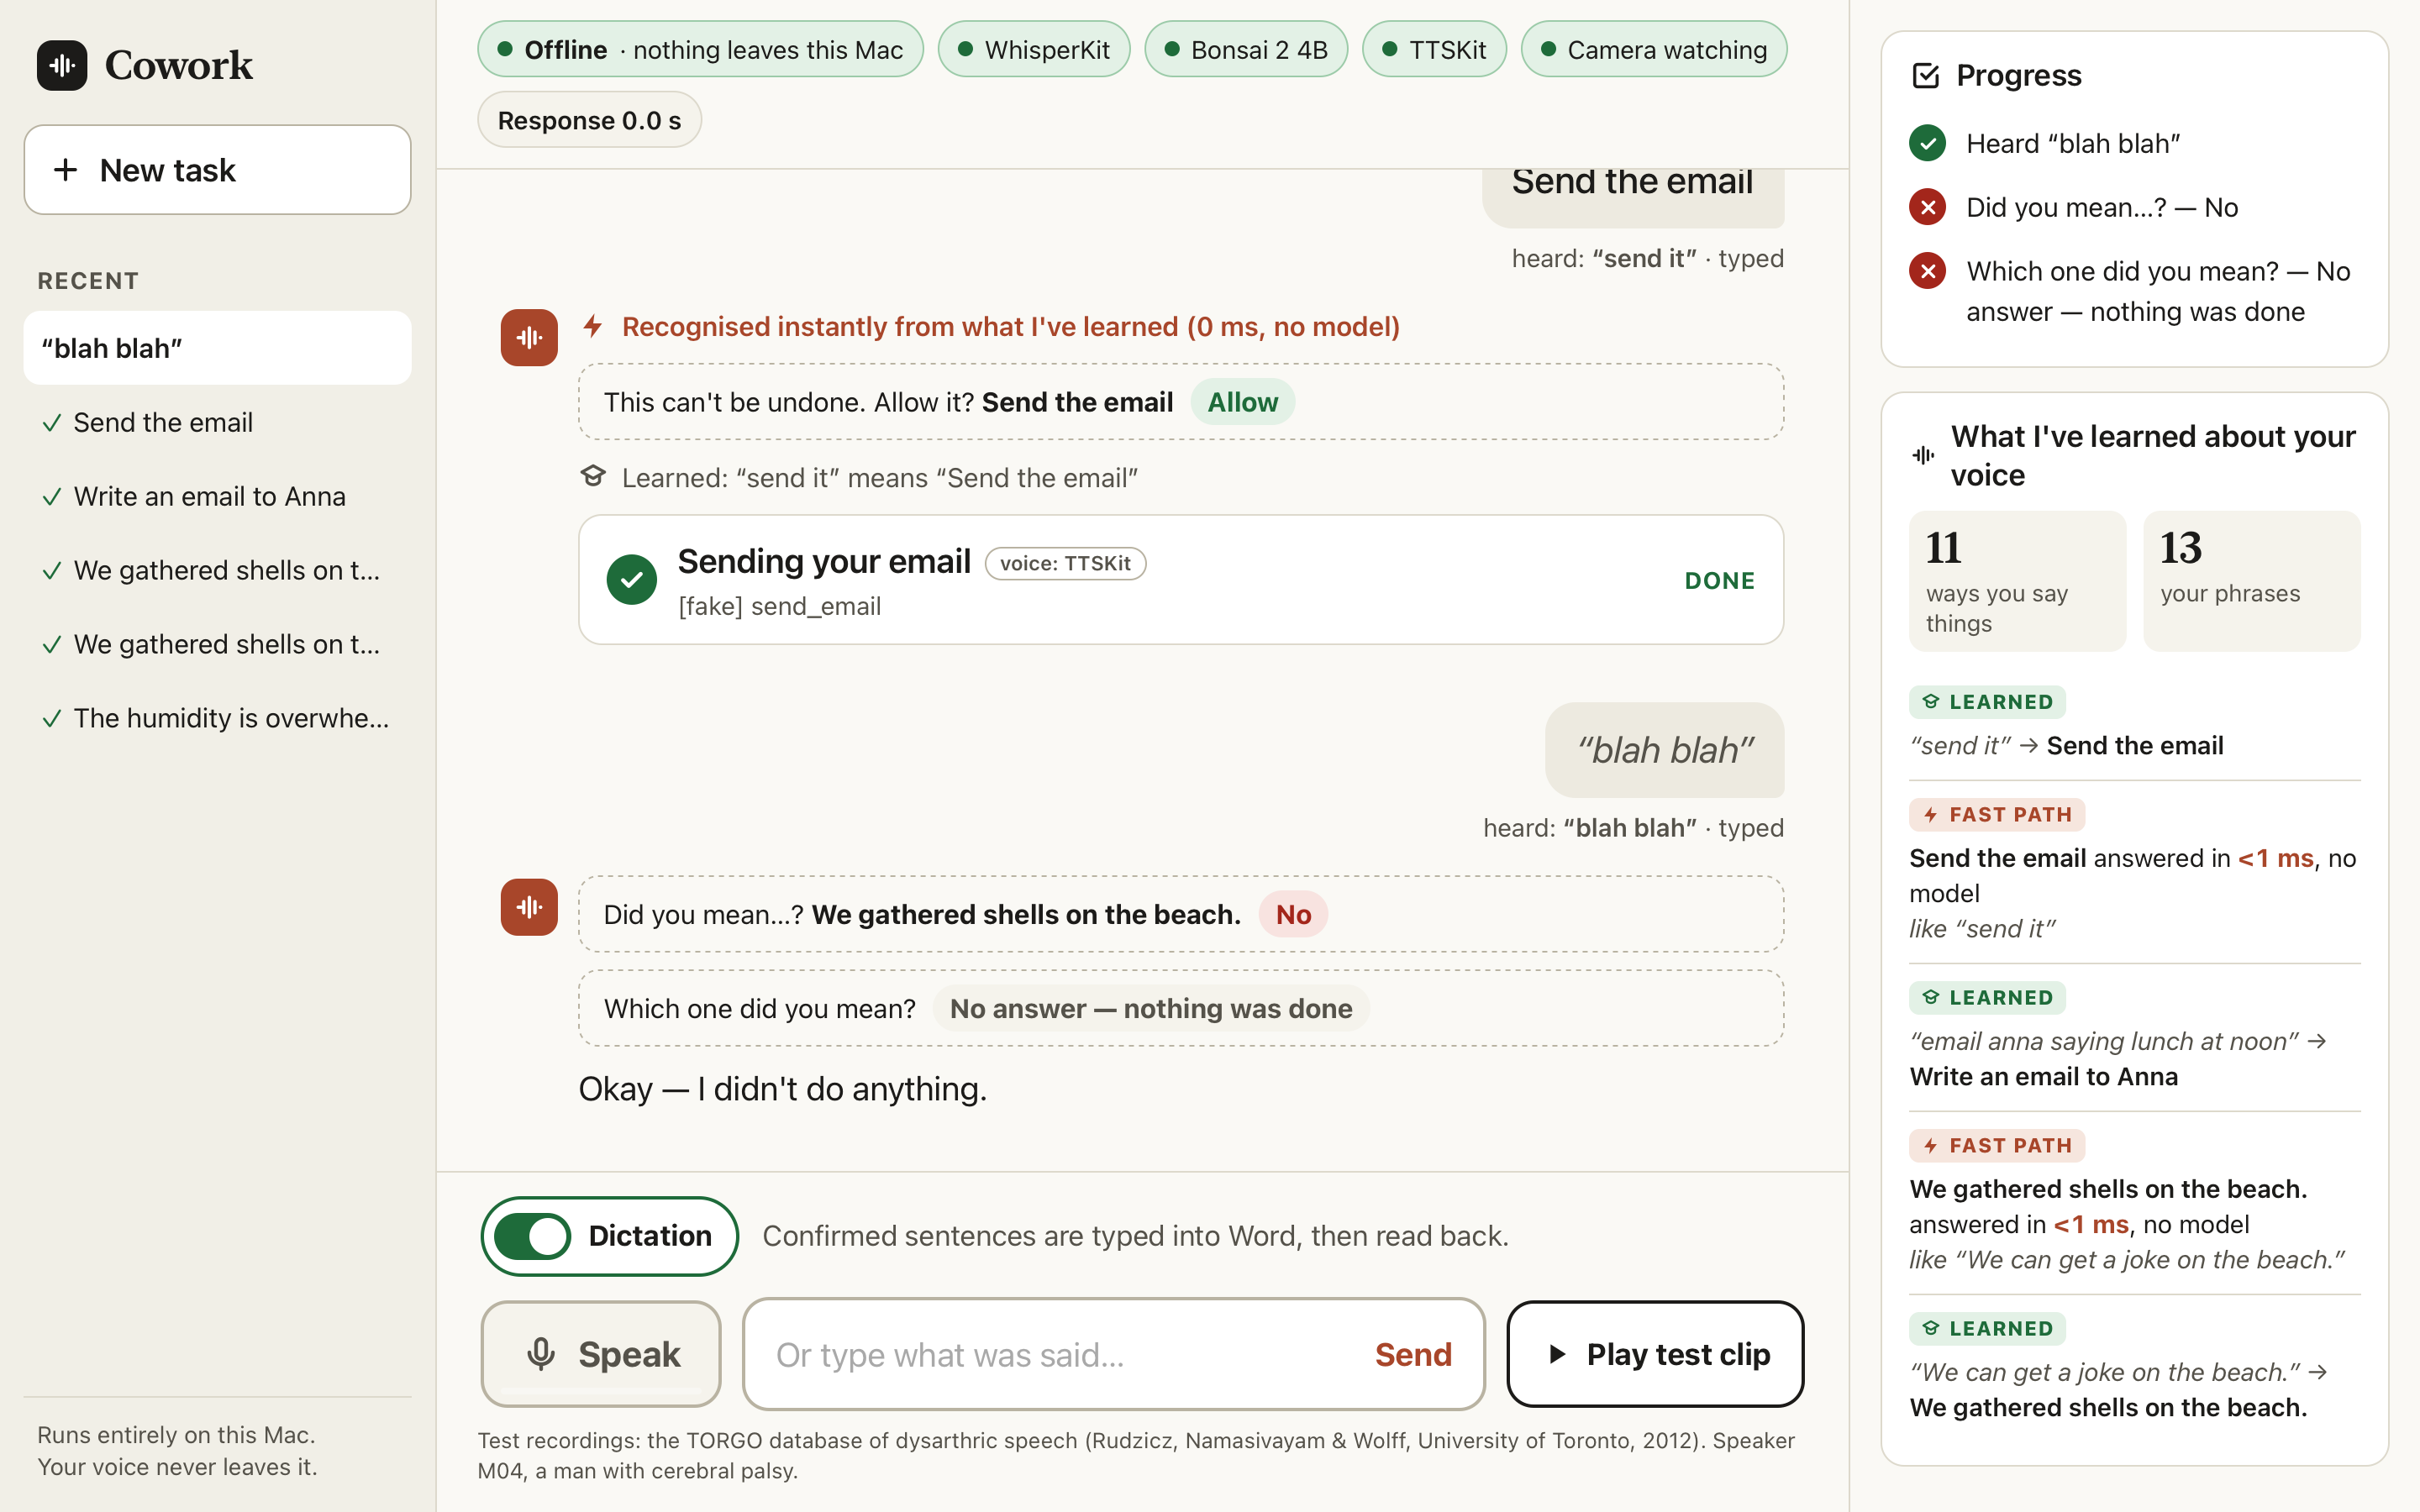 Cowork
New task
RECENT
“blah blah”
Send the email
Write an email to Anna
We gathered shells on t...
We gathered shells on t...
The humidity is overwhe...
Runs entirely on this Mac.
Your voice never leaves it.
Offline · nothing leaves this Mac
WhisperKit
Bonsai 2 4B
TTSKit
Camera watching
Response 0.0 s
Send the email
heard: “send it” · typed
Recognised instantly from what I've learned (0 ms, no model)
This can't be undone. Allow it? Send the email Allow
Learned: “send it” means “Send the email”
Sending your email voice: TTSKit
[fake] send_email
DONE
“blah blah”
heard: “blah blah” · typed
Did you mean...? We gathered shells on the beach. No
Which one did you mean? No answer — nothing was done
Okay — I didn't do anything.
Dictation
Confirmed sentences are typed into Word, then read back.
Speak
Or type what was said...
Send
Play test clip
Test recordings: the TORGO database of dysarthric speech (Rudzicz, Namasivayam & Wolff, University of Toronto, 2012). Speaker
M04, a man with cerebral palsy.
Progress
Heard “blah blah”
Did you mean...? — No
Which one did you mean? — No
answer — nothing was done
What I've learned about your
voice
11
ways you say
things
13
your phrases
LEARNED
“send it” → Send the email
FAST PATH
Send the email answered in <1 ms, no
model
like “send it”
LEARNED
“email anna saying lunch at noon” →
Write an email to Anna
FAST PATH
We gathered shells on the beach.
answered in <1 ms, no model
like “We can get a joke on the beach.”
LEARNED
“We can get a joke on the beach.” →
We gathered shells on the beach.